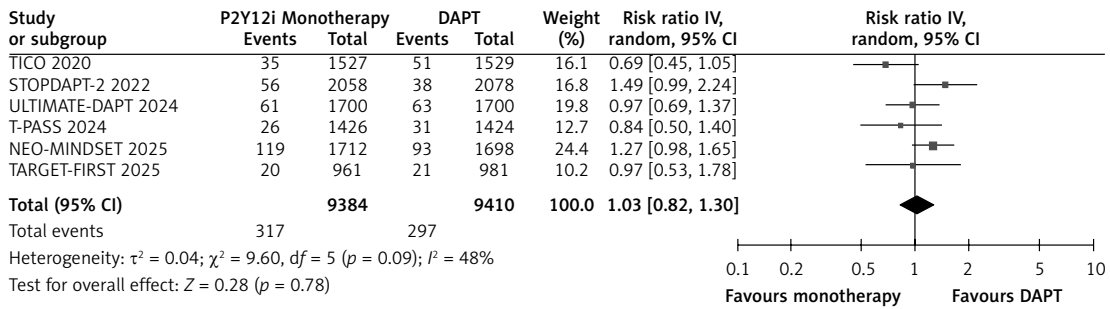 Study P2Y12i Monotherapy DAPT Weight Risk ratio IV, Risk ratio IV,
or subgroup Events Total Events Total (%) random, 95% CI random, 95% CI
TICO 2020 35 1527 51 1529 16.1 0.69 [0.45, 1.05]
STOPDAPT-2 2022 56 2058 38 2078 16.8 1.49 [0.99, 2.24]
ULTIMATE-DAPT 2024 61 1700 63 1700 19.8 0.97 [0.69, 1.37]
T-PASS 2024 26 1426 31 1424 12.7 0.84 [0.50, 1.40]
NEO-MINDSET 2025 119 1712 93 1698 24.4 1.27 [0.98, 1.65]
TARGET-FIRST 2025 20 961 21 981 10.2 0.97 [0.53, 1.78]
Total (95% CI) 9384 9410 100.0 1.03 [0.82, 1.30]
Total events 317 297
Heterogeneity: τ² = 0.04; χ² = 9.60, df = 5 (p = 0.09); I² = 48%
Test for overall effect: Z = 0.28 (p = 0.78)
0.1 0.2 0.5 1 2 5 10
Favours monotherapy Favours DAPT